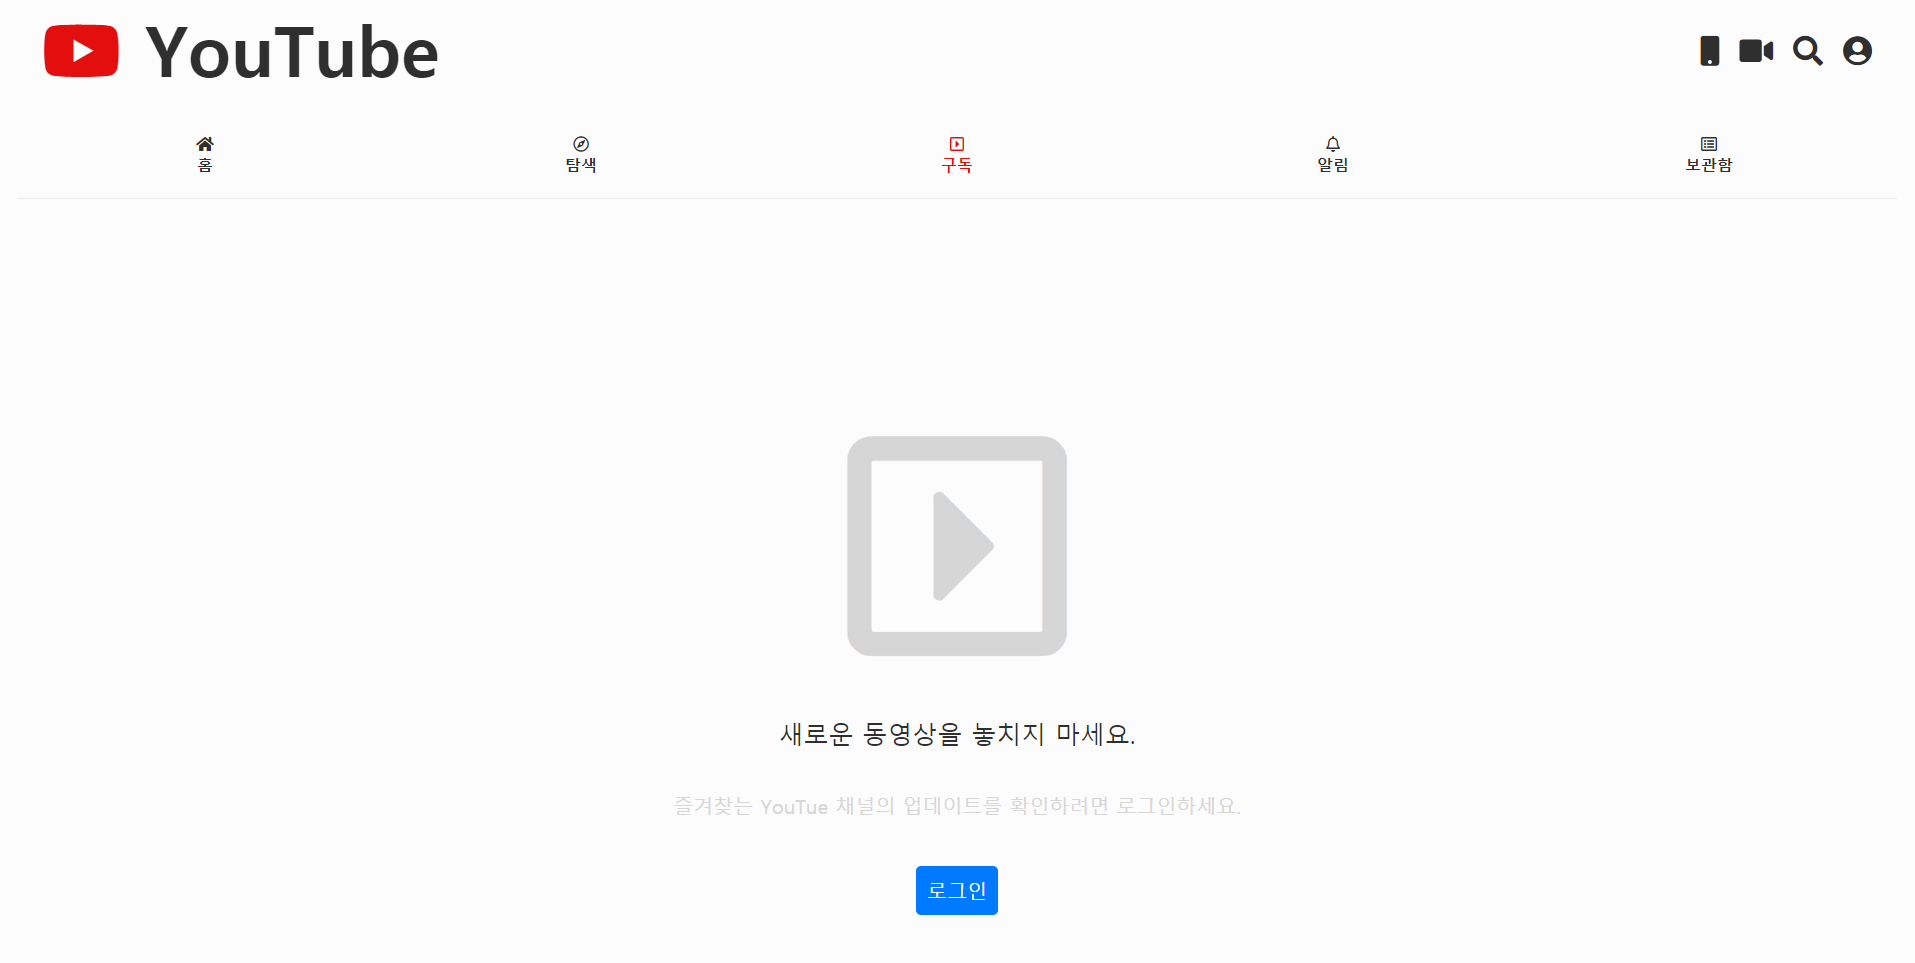 YouTube
홈
탐색
구독
알림
보관함
새로운 동영상을 놓치지 마세요.
즐겨찾는 YouTue 채널의 업데이트를 확인하려면 로그인하세요.
로그인